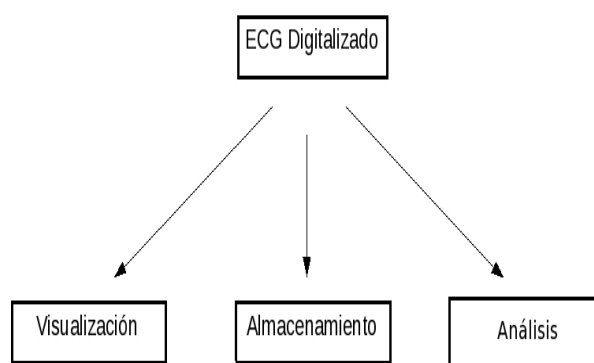 ECG Digitalizado
Visualización
Almacenamiento
Análisis